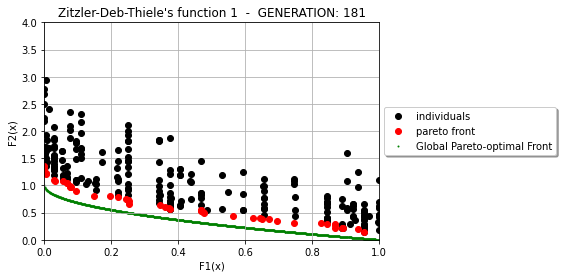 Zitzler-Deb-Thiele's function 1 - GENERATION: 181
4.0
3.5
3.0
2.5
2.0
1.5
1.0
0.5
0.0
F2(x)
0.0 0.2 0.4 0.6 0.8 1.0
F1(x)
individuals
pareto front
Global Pareto-optimal Front